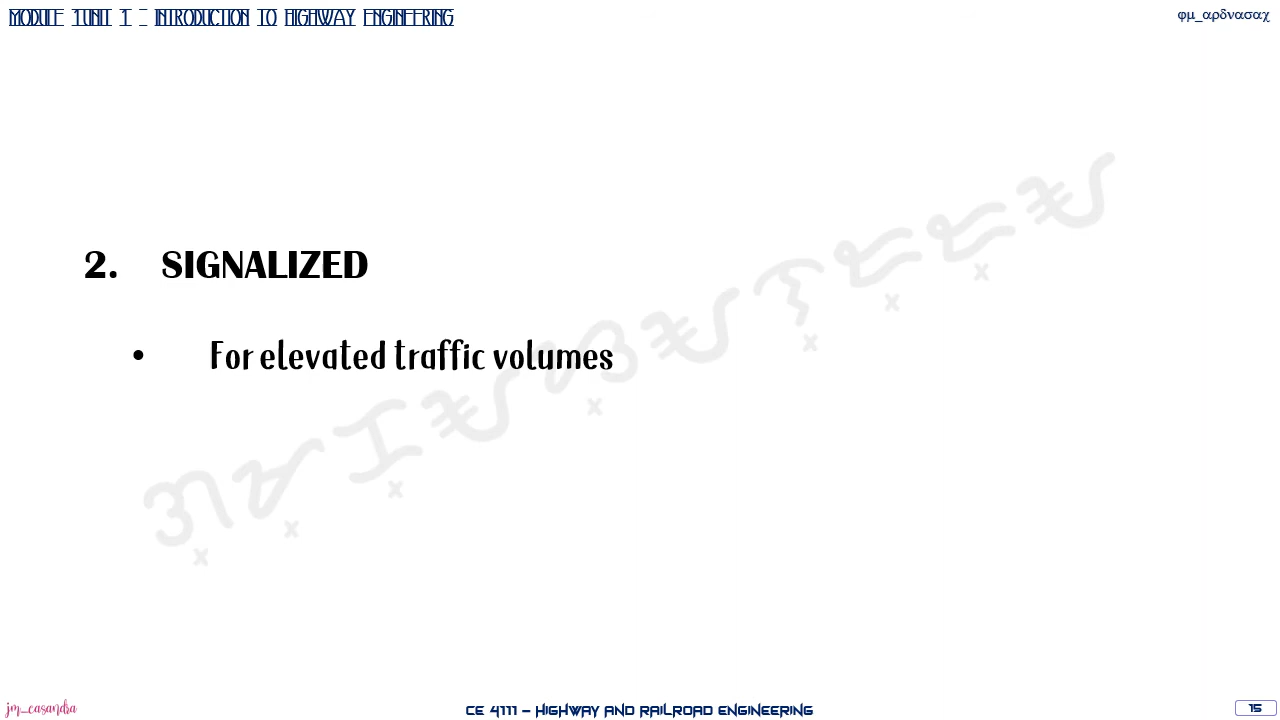 MODULE 1UNIT 1 – INTRODUCTION TO HIGHWAY ENGINEERING
φμ_αρδνασαχ
2. SIGNALIZED
• For elevated traffic volumes
jm_casandra
CE 4111 – HIGHWAY AND RAILROAD ENGINEERING
15